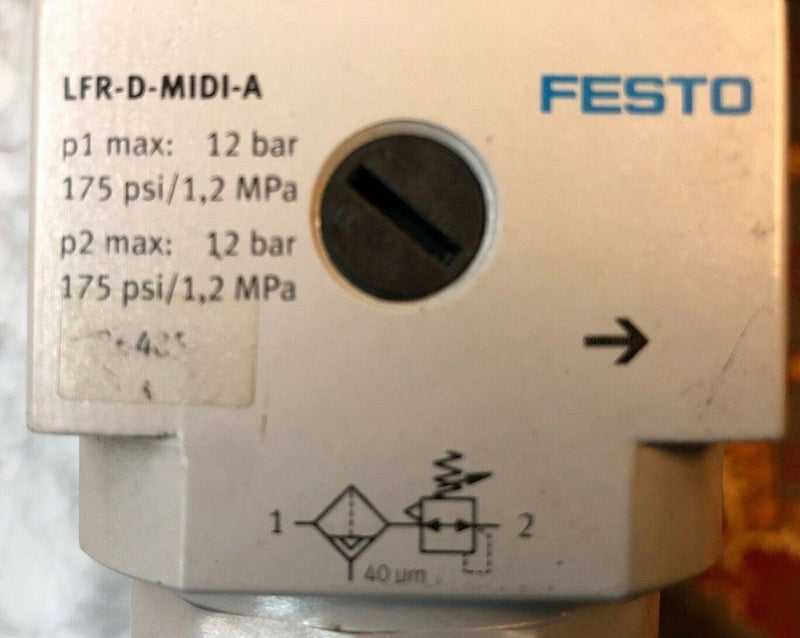 LFR-D-MIDI-A
FESTO
p1 max: 12 bar
175 psi/1,2 MPa
p2 max: 12 bar
175 psi/1,2 MPa
1
2
40 um